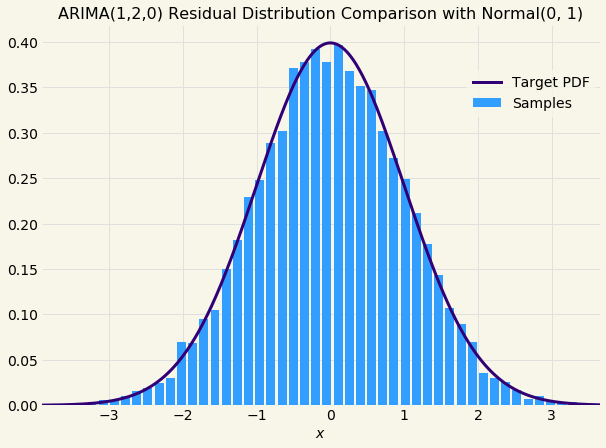 ARIMA(1,2,0) Residual Distribution Comparison with Normal(0, 1)
0.40
0.35
0.30
0.25
0.20
0.15
0.10
0.05
0.00
Target PDF
Samples
−3 −2 −1 0 1 2 3
x